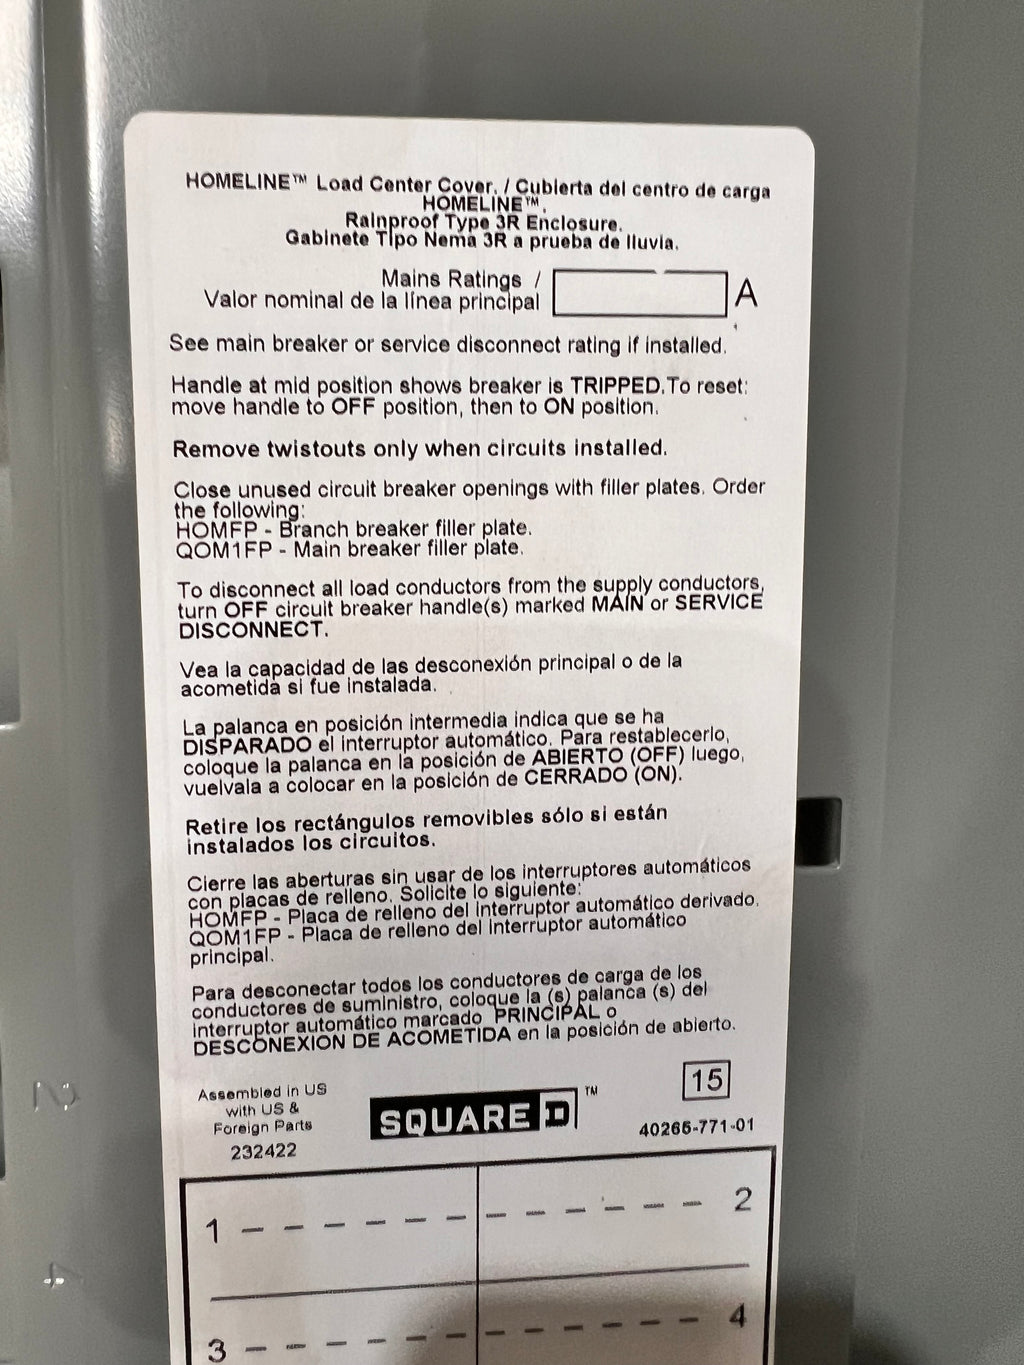 HOMELINE™ Load Center Cover. / Cubierta del centro de carga
HOMELINE™.
Rainproof Type 3R Enclosure.
Gabinete Tipo Nema 3R a prueba de lluvia.
Mains Ratings /
Valor nominal de la línea principal
A
See main breaker or service disconnect rating if installed.
Handle at mid position shows breaker is TRIPPED.To reset:
move handle to OFF position, then to ON position.
Remove twistouts only when circuits installed.
Close unused circuit breaker openings with filler plates. Order
the following:
HOMFP - Branch breaker filler plate.
QOM1FP - Main breaker filler plate.
To disconnect all load conductors from the supply conductors,
turn OFF circuit breaker handle(s) marked MAIN or SERVICE
DISCONNECT.
Vea la capacidad de las desconexión principal o de la
acometida si fue instalada.
La palanca en posición intermedia indica que se ha
DISPARADO el interruptor automático. Para restablecerlo,
coloque la palanca en la posición de ABIERTO (OFF) luego,
vuelvala a colocar en la posición de CERRADO (ON).
Retire los rectángulos removibles sólo si están
instalados los circuitos.
Cierre las aberturas sin usar de los interruptores automáticos
con placas de relleno. Solicite lo siguiente:
HOMFP - Placa de relleno del interruptor automático derivado.
QOM1FP - Placa de relleno del interruptor automático
principal.
Para desconectar todos los conductores de carga de los
conductores de suministro, coloque la (s) palanca (s) del
interruptor automático marcado PRINCIPAL o
DESCONEXION DE ACOMETIDA en la posición de abierto.
Assembled in US
with US &
Foreign Parts
232422
SQUARE D™
15
40265-771-01
1
2
3
4
2
4